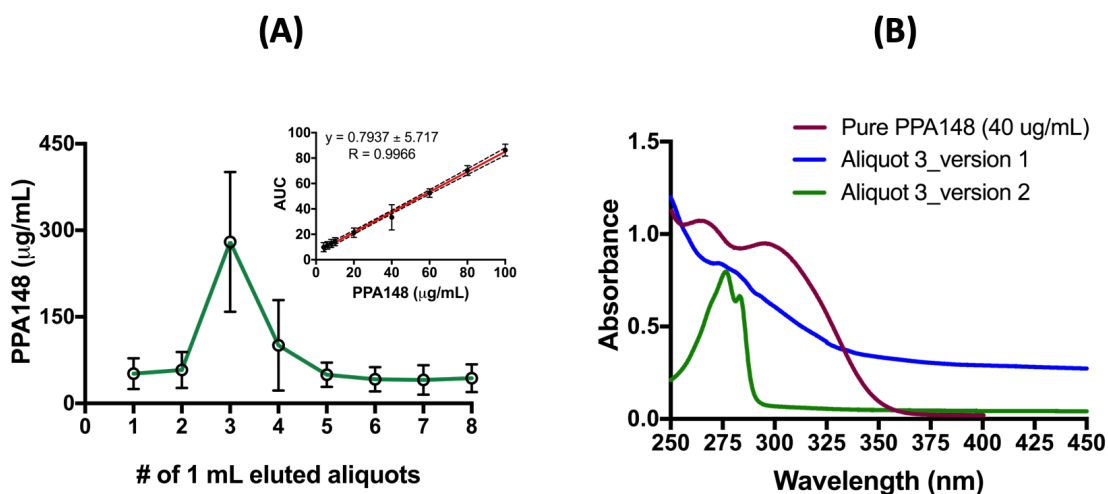 (A)
PPA148 (μg/mL)
450
300
150
0
0 1 2 3 4 5 6 7 8
# of 1 mL eluted aliquots
y = 0.7937 ± 5.717
R = 0.9966
AUC
100
80
60
40
20
0
0 20 40 60 80 100
PPA148 (μg/mL)
(B)
Pure PPA148 (40 ug/mL)
Aliquot 3_version 1
Aliquot 3_version 2
Absorbance
1.5
1.0
0.5
0.0
250 275 300 325 350 375 400 425 450
Wavelength (nm)